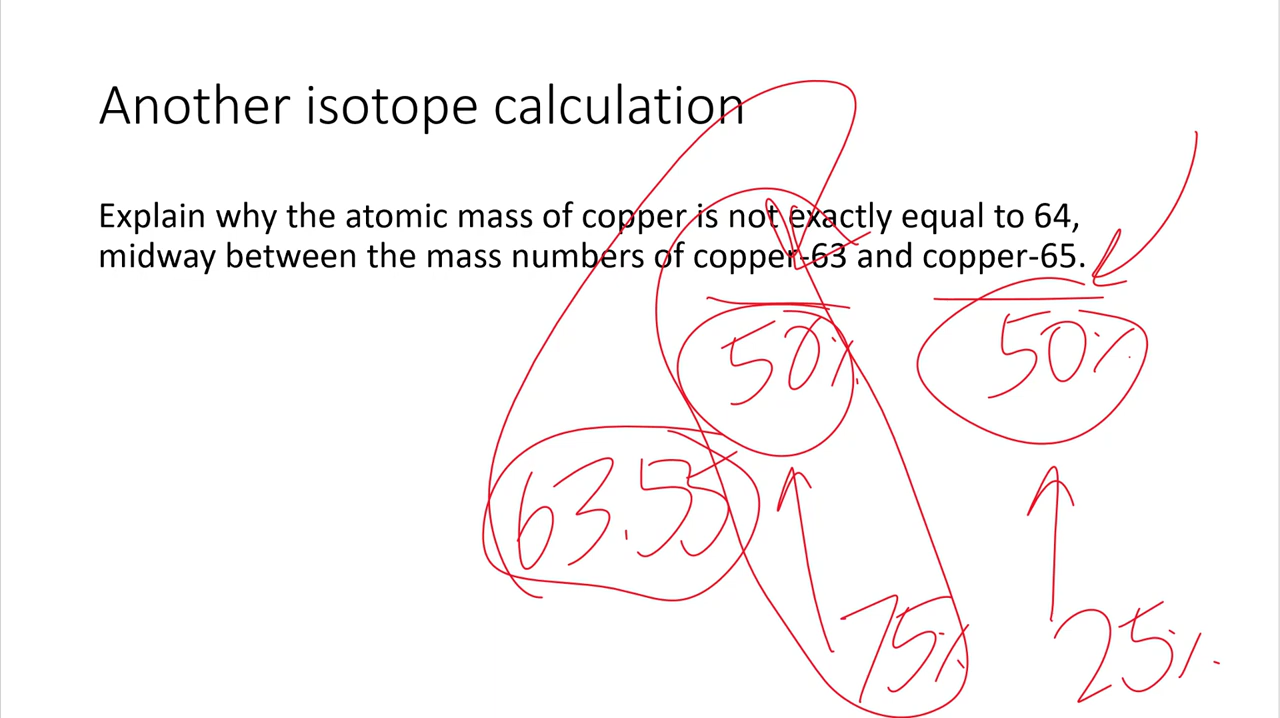 Another isotope calculation
Explain why the atomic mass of copper is not exactly equal to 64,
midway between the mass numbers of copper-63 and copper-65.
50% 50%
63.55
75% 25%